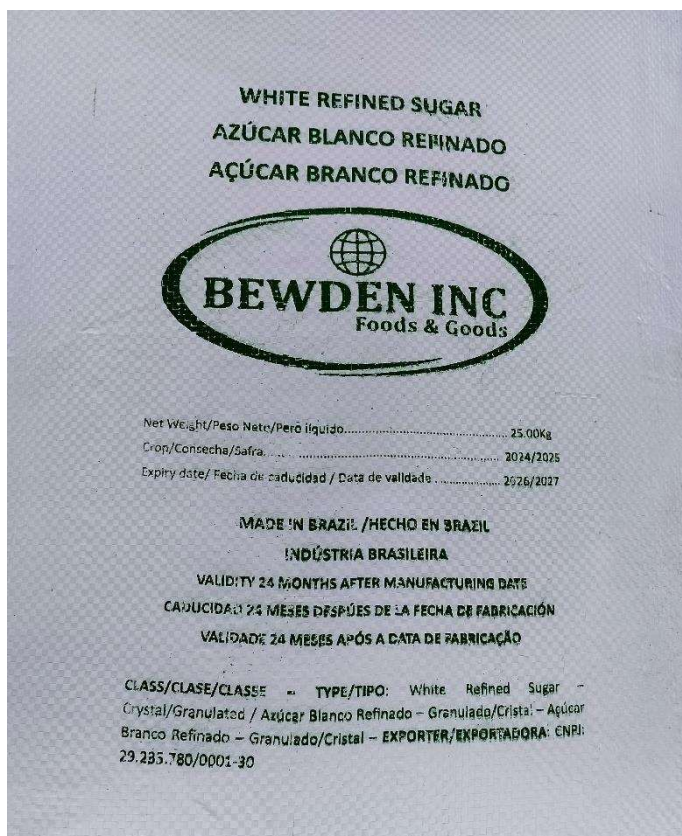 WHITE REFINED SUGAR
AZÚCAR BLANCO REFINADO
AÇÚCAR BRANCO REFINADO
BEWDEN INC
Foods & Goods
Net Weight/Peso Neto/Pero líquido.......................................... 25.00Kg
Crop/Consecha/Safra............................................................ 2024/2025
Expiry date/ Fecha de caducidad / Data de validade ................. 2026/2027
MADE IN BRAZIL /HECHO EN BRAZIL
INDÚSTRIA BRASILEIRA
VALIDITY 24 MONTHS AFTER MANUFACTURING DATE
CADUCIDAD 24 MESES DESPÚES DE LA FECHA DE FABRICACIÓN
VALIDADE 24 MESES APÓS A DATA DE FABRICAÇÃO
CLASS/CLASE/CLASSE – TYPE/TIPO: White Refined Sugar –
Crystal/Granulated / Azúcar Blanco Refinado – Granulado/Cristal – Açúcar
Branco Refinado – Granulado/Cristal – EXPORTER/EXPORTADORA: CNPJ:
29.235.780/0001-30